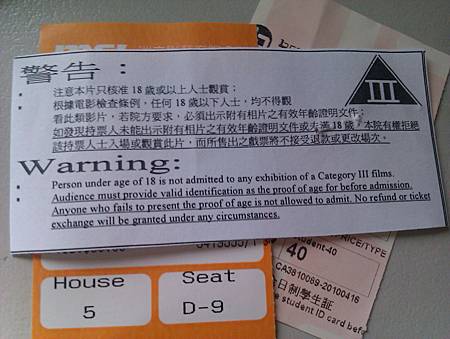 警告：
III
注意本片只核准 18 歲或以上人士觀賞；
根據電影檢查條例，任何 18 歲以下人士，均不得觀
看此類影片，若院方要求，必須出示附有相片之有效年齡證明文件；
如發現持票人未能出示附有相片之有效年齡證明文件或未滿 18 歲，本院有權拒絕
該持票人士入場或觀賞此片，而所售出之戲票將不接受退款或更改場次。
Warning:
Person under age of 18 is not admitted to any exhibition of a Category III films.
Audience must provide valid identification as the proof of age for before admission.
Anyone who fails to present the proof of age is not allowed to admit. No refund or ticket
exchange will be granted under any circumstances.
House
5
Seat
D-9
PRICE/TYPE
Student-40
40
CA3810089-20100416
全日制學生証
student ID card